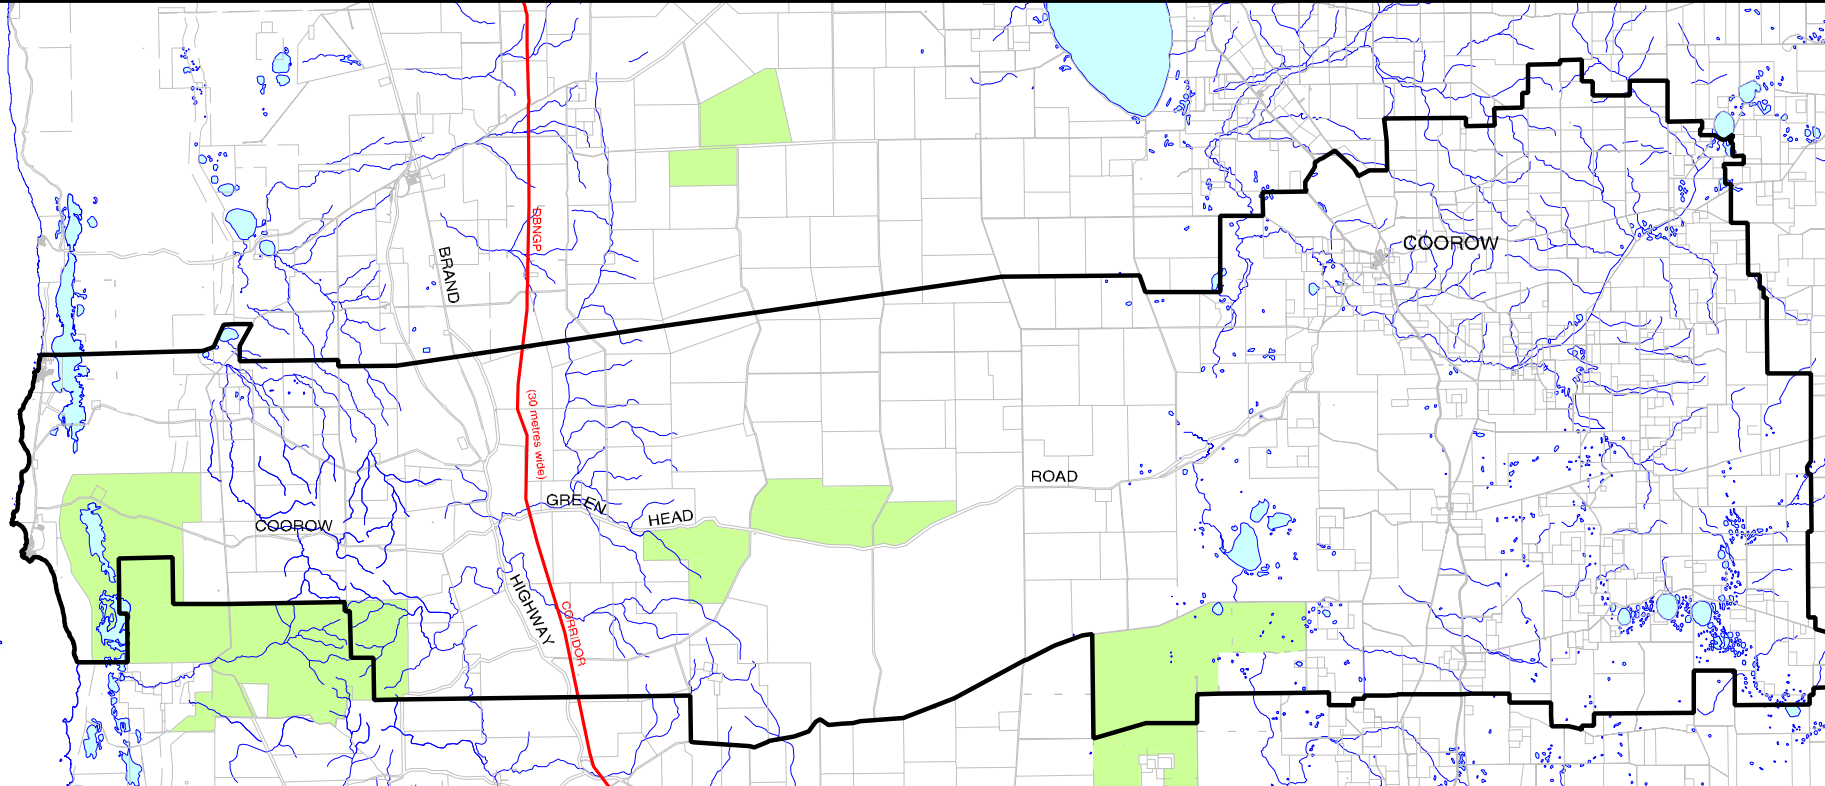 DBNGP
COOROW
BRAND
(30 metres wide)
ROAD
GREEN
HEAD
COOROW
HIGHWAY
CORRIDOR